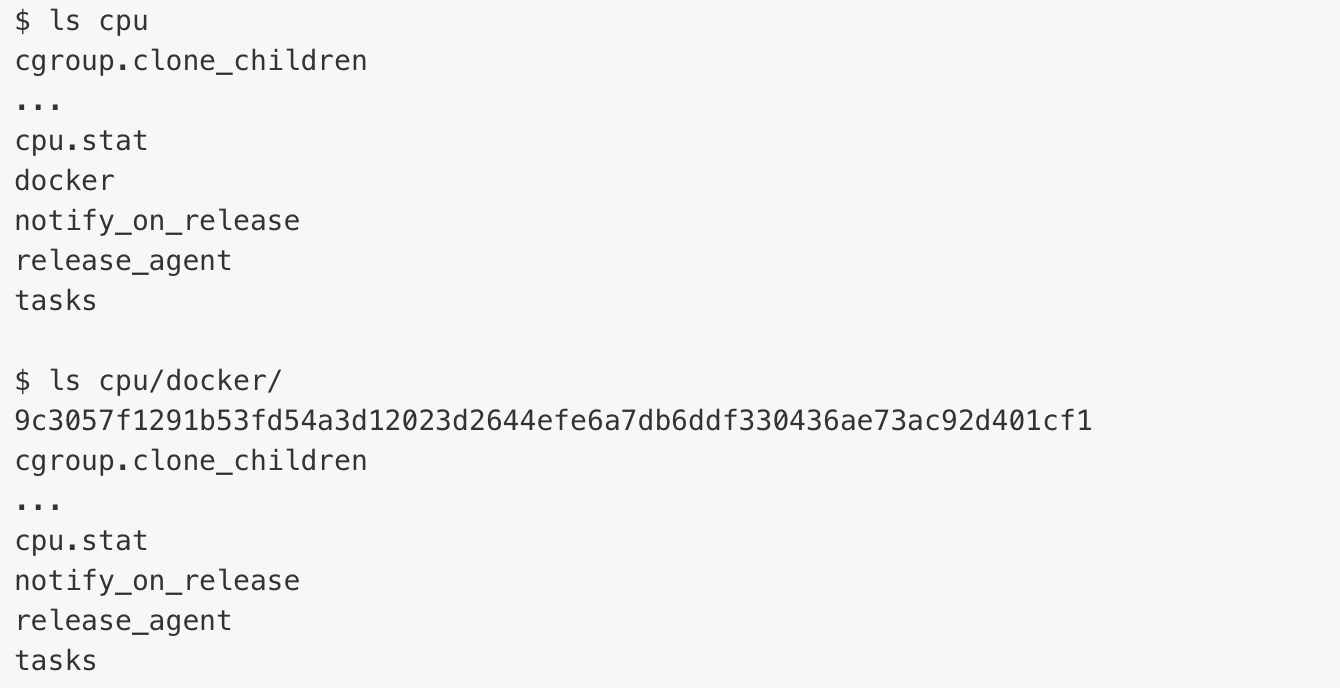 $ ls cpu
cgroup.clone_children
...
cpu.stat
docker
notify_on_release
release_agent
tasks
$ ls cpu/docker/
9c3057f1291b53fd54a3d12023d2644efe6a7db6ddf330436ae73ac92d401cf1
cgroup.clone_children
...
cpu.stat
notify_on_release
release_agent
tasks